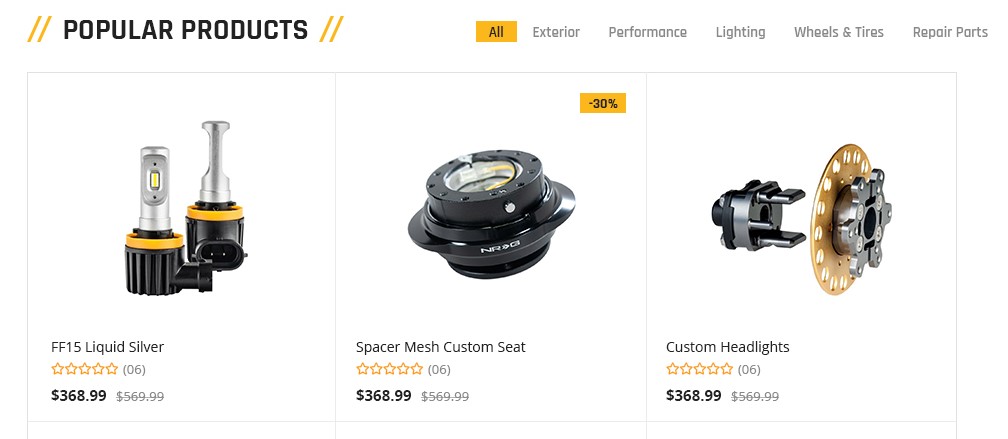 // POPULAR PRODUCTS //
All Exterior Performance Lighting Wheels & Tires Repair Parts
-30%
NRG
FF15 Liquid Silver
(06)
$368.99 $569.99
Spacer Mesh Custom Seat
(06)
$368.99 $569.99
Custom Headlights
(06)
$368.99 $569.99